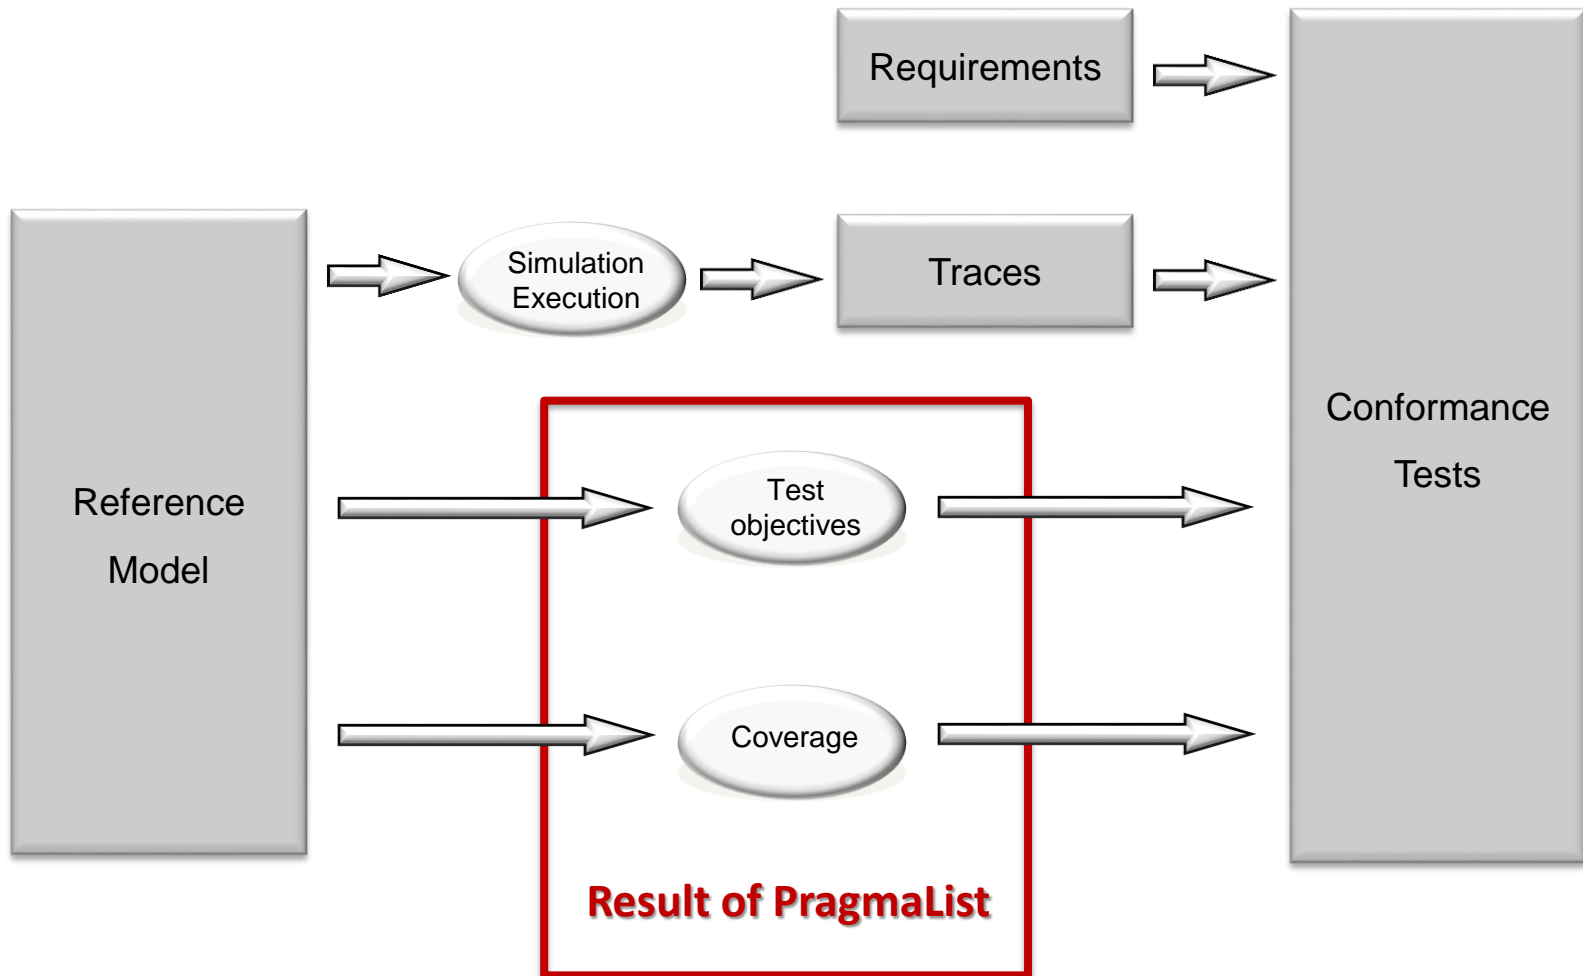 Requirements
Simulation
Execution
Traces
Reference
Model
Test
objectives
Coverage
Conformance
Tests
Result of PragmaList